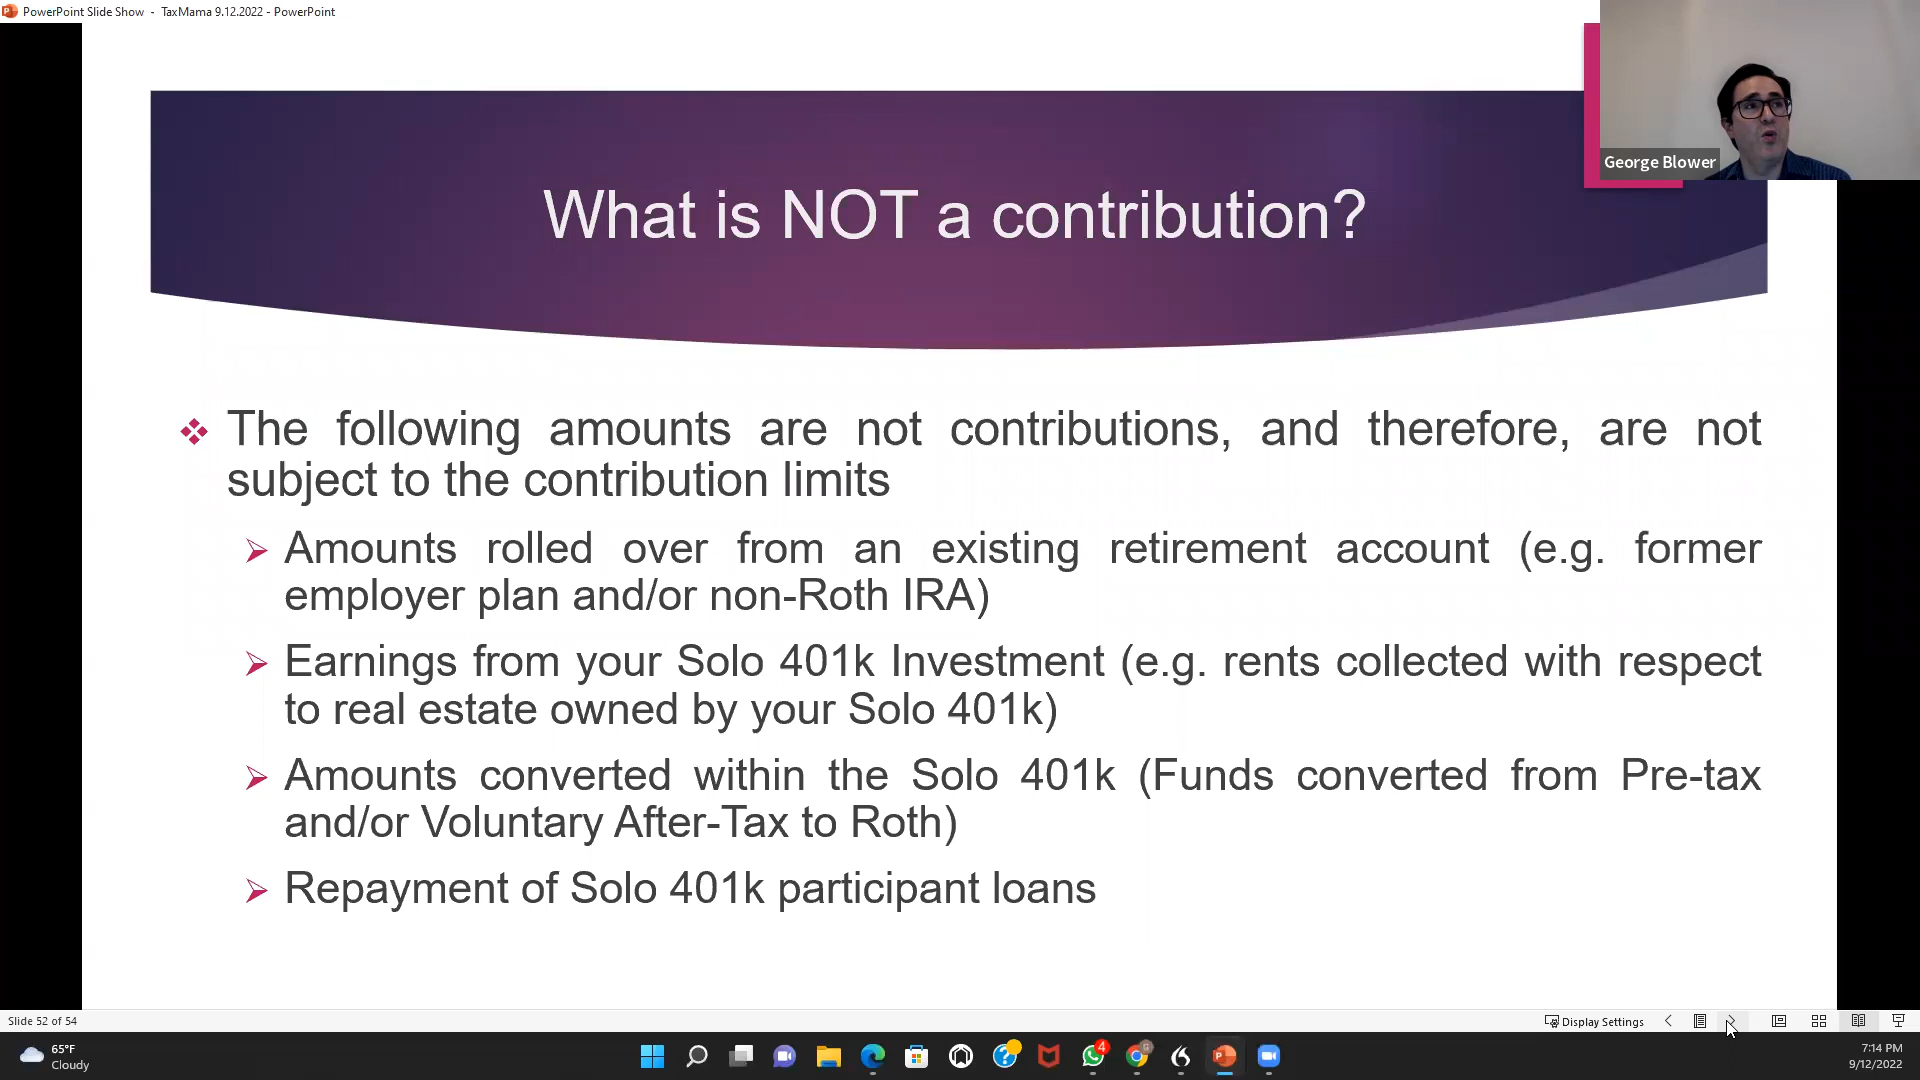 PowerPoint Slide Show - TaxMama 9.12.2022 - PowerPoint
George Blower
What is NOT a contribution?
The following amounts are not contributions, and therefore, are not
subject to the contribution limits
Amounts rolled over from an existing retirement account (e.g. former
employer plan and/or non-Roth IRA)
Earnings from your Solo 401k Investment (e.g. rents collected with respect
to real estate owned by your Solo 401k)
Amounts converted within the Solo 401k (Funds converted from Pre-tax
and/or Voluntary After-Tax to Roth)
Repayment of Solo 401k participant loans
Slide 52 of 54
Display Settings
65°F
Cloudy
4
G
7:14 PM
9/12/2022